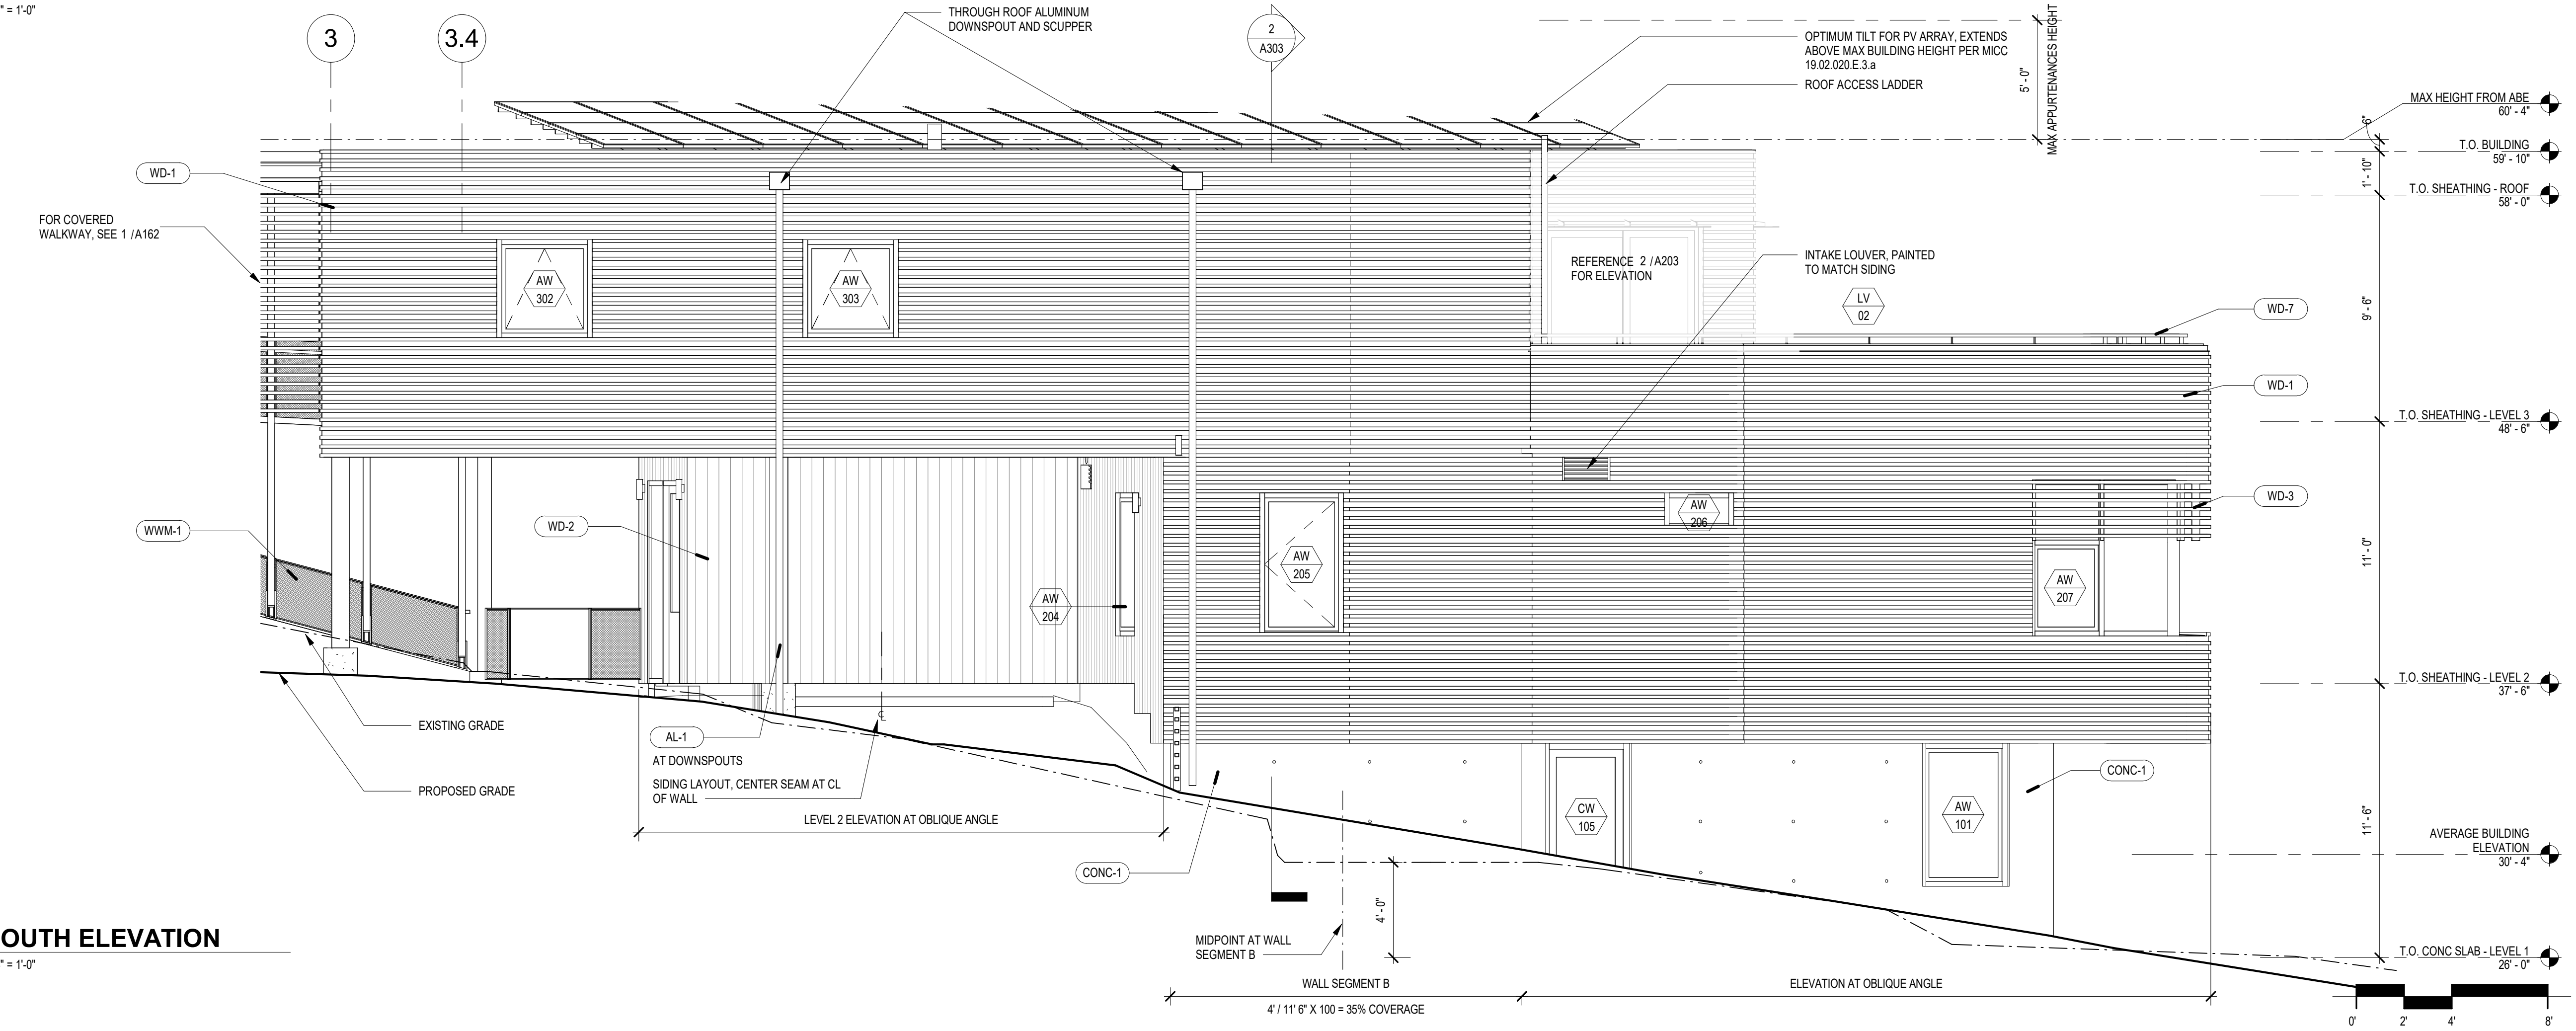 " = 1'-0"
3
3.4
THROUGH ROOF ALUMINUM
DOWNSPOUT AND SCUPPER
2
A303
OPTIMUM TILT FOR PV ARRAY, EXTENDS
ABOVE MAX BUILDING HEIGHT PER MICC
19.02.020.E.3.a
ROOF ACCESS LADDER
5' - 0"
MAX APPURTENANCES HEIGHT
MAX HEIGHT FROM ABE
60' - 4"
6"
T.O. BUILDING
59' - 10"
1' - 10"
T.O. SHEATHING - ROOF
58' - 0"
WD-1
FOR COVERED
WALKWAY, SEE 1 /A162
AW
302
AW
303
REFERENCE 2 /A203
FOR ELEVATION
INTAKE LOUVER, PAINTED
TO MATCH SIDING
LV
02
WD-7
9' - 6"
WD-1
T.O. SHEATHING - LEVEL 3
48' - 6"
WD-3
WWM-1
WD-2
AW
204
AW
205
AW
206
AW
207
11' - 0"
T.O. SHEATHING - LEVEL 2
37' - 6"
EXISTING GRADE
PROPOSED GRADE
AL-1
AT DOWNSPOUTS
SIDING LAYOUT, CENTER SEAM AT CL
OF WALL
CL
LEVEL 2 ELEVATION AT OBLIQUE ANGLE
CONC-1
CW
105
AW
101
CONC-1
11' - 6"
AVERAGE BUILDING
ELEVATION
30' - 4"
4' - 0"
MIDPOINT AT WALL
SEGMENT B
OUTH ELEVATION
" = 1'-0"
T.O. CONC SLAB - LEVEL 1
26' - 0"
WALL SEGMENT B
4' / 11' 6" X 100 = 35% COVERAGE
ELEVATION AT OBLIQUE ANGLE
0'
2'
4'
8'